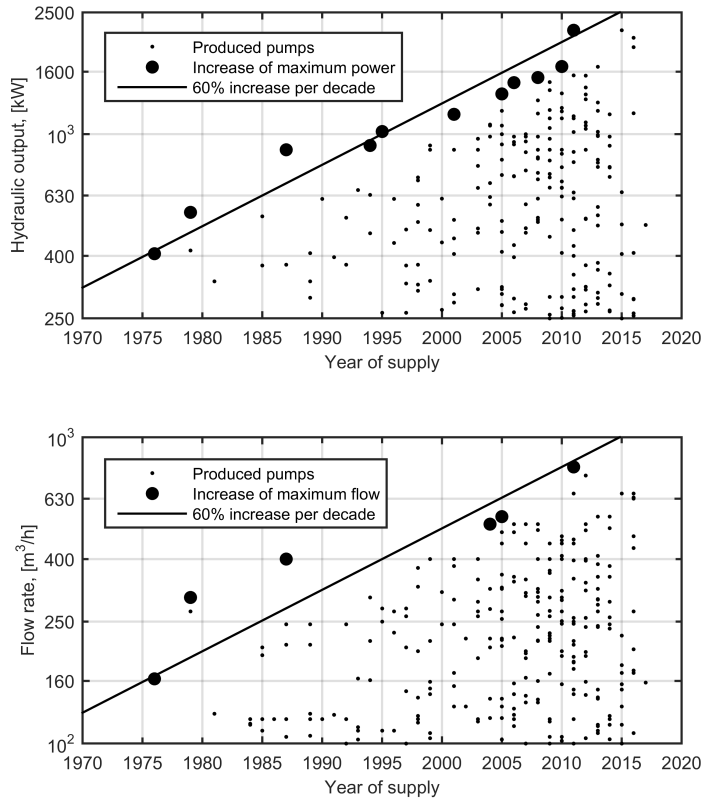 2500
1600
10³
630
400
250
Hydraulic output, [kW]
Produced pumps
Increase of maximum power
60% increase per decade
1970 1975 1980 1985 1990 1995 2000 2005 2010 2015 2020
Year of supply
10³
630
400
250
160
10²
Flow rate, [m³/h]
Produced pumps
Increase of maximum flow
60% increase per decade
1970 1975 1980 1985 1990 1995 2000 2005 2010 2015 2020
Year of supply